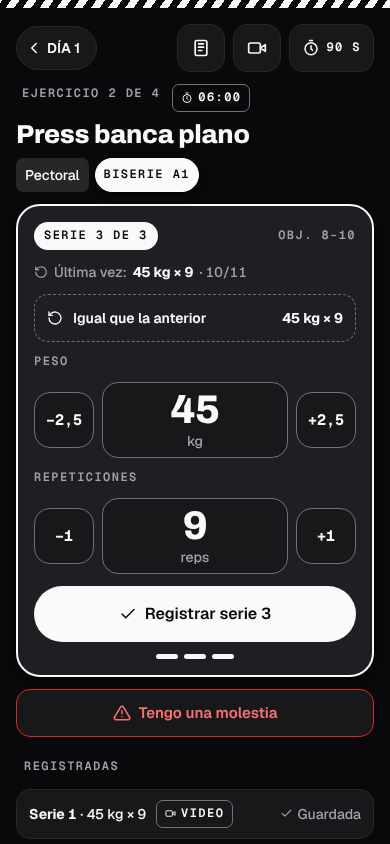 DÍA 1
90 S
EJERCICIO 2 DE 4
06:00
Press banca plano
Pectoral
BISERIE A1
SERIE 3 DE 3
OBJ. 8-10
Última vez: 45 kg × 9 · 10/11
Igual que la anterior
45 kg × 9
PESO
−2,5
45
kg
+2,5
REPETICIONES
−1
9
reps
+1
Registrar serie 3
Tengo una molestia
REGISTRADAS
Serie 1 · 45 kg × 9
VIDEO
Guardada